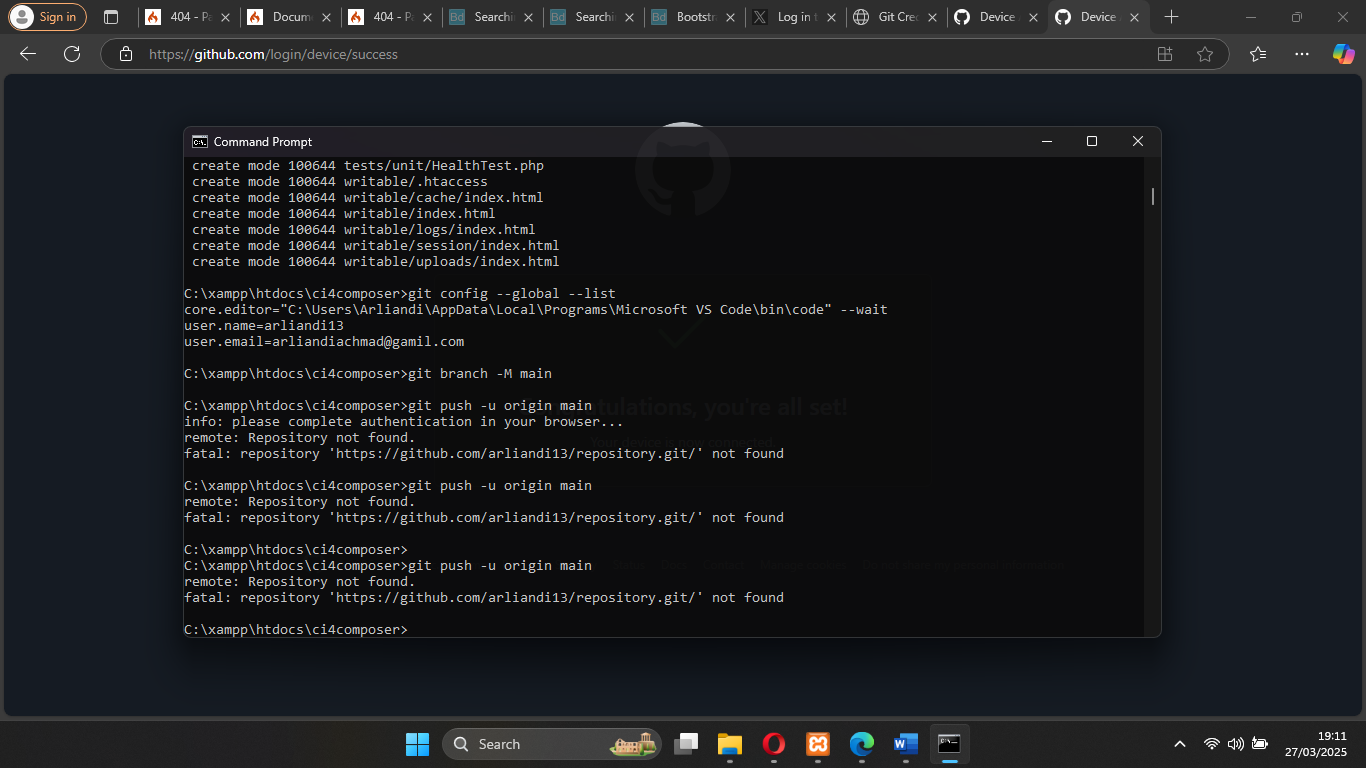 Sign in
404 - Pa
Docum
404 - Pa
Searchin
Searchin
Bootstra
Log in t
Git Cred
Device
Device
https://github.com/login/device/success
Command Prompt
create mode 100644 tests/unit/HealthTest.php
create mode 100644 writable/.htaccess
create mode 100644 writable/cache/index.html
create mode 100644 writable/index.html
create mode 100644 writable/logs/index.html
create mode 100644 writable/session/index.html
create mode 100644 writable/uploads/index.html
C:\xampp\htdocs\ci4composer>git config --global --list
core.editor="C:\Users\Arliandi\AppData\Local\Programs\Microsoft VS Code\bin\code" --wait
user.name=arliandi13
user.email=arliandiachmad@gamil.com
C:\xampp\htdocs\ci4composer>git branch -M main
C:\xampp\htdocs\ci4composer>git push -u origin main
tulations, you're all set!
info: please complete authentication in your browser...
remote: Repository not found.
Your device is now connected.
fatal: repository 'https://github.com/arliandi13/repository.git/' not found
C:\xampp\htdocs\ci4composer>git push -u origin main
remote: Repository not found.
fatal: repository 'https://github.com/arliandi13/repository.git/' not found
C:\xampp\htdocs\ci4composer>
C:\xampp\htdocs\ci4composer>git push -u origin main
remote: Repository not found.
fatal: repository 'https://github.com/arliandi13/repository.git/' not found
C:\xampp\htdocs\ci4composer>
Search
19:11
27/03/2025